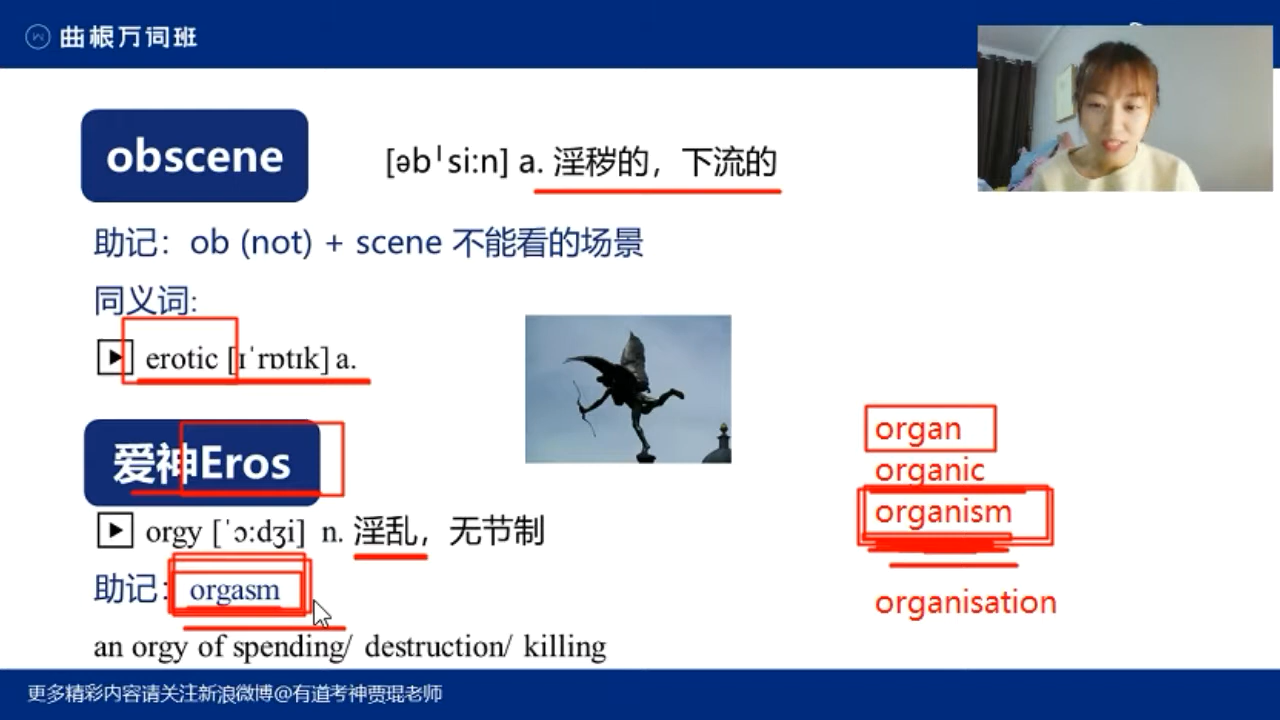 曲根万词班
obscene
[əbˈsi:n] a. 淫秽的，下流的
助记：ob (not) + scene 不能看的场景
同义词:
erotic [ɪˈrɒtɪk] a.
爱神Eros
orgy [ˈɔ:dʒi] n. 淫乱，无节制
助记：orgasm
an orgy of spending/ destruction/ killing
organ
organic
organism
organisation
更多精彩内容请关注新浪微博@有道考神贾琨老师